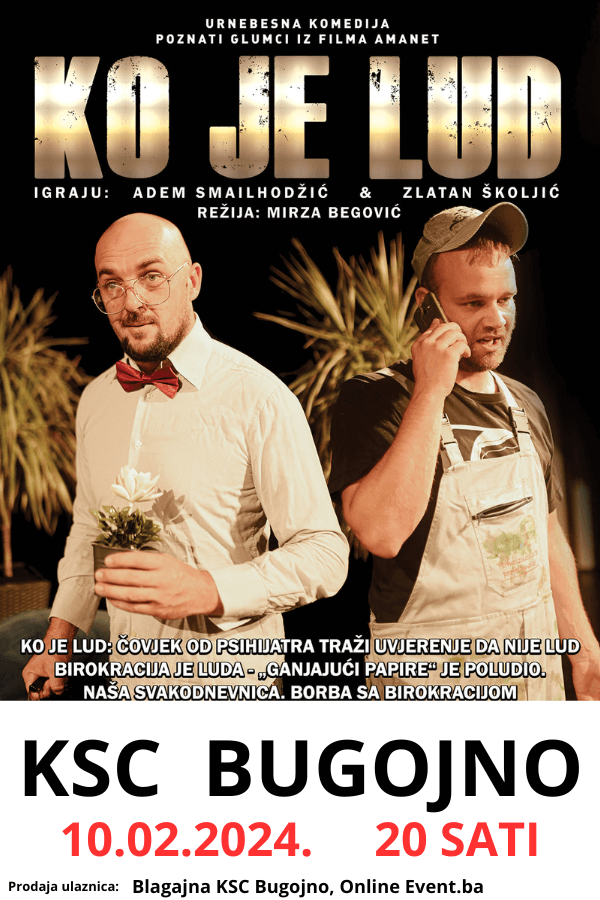 URNEBESNA KOMEDIJA
POZNATI GLUMCI IZ FILMA AMANET
KO JE LUD
IGRAJU: ADEM SMAILHODŽIĆ & ZLATAN ŠKOLJIĆ
REŽIJA: MIRZA BEGOVIĆ
KO JE LUD: ČOVJEK OD PSIHIJATRA TRAŽI UVJERENJE DA NIJE LUD
BIROKRACIJA JE LUDA - „GANJAJUĆI PAPIRE“ JE POLUDIO.
NAŠA SVAKODNEVNICA. BORBA SA BIROKRACIJOM
KSC BUGOJNO
10.02.2024. 20 SATI
Prodaja ulaznica: Blagajna KSC Bugojno, Online Event.ba